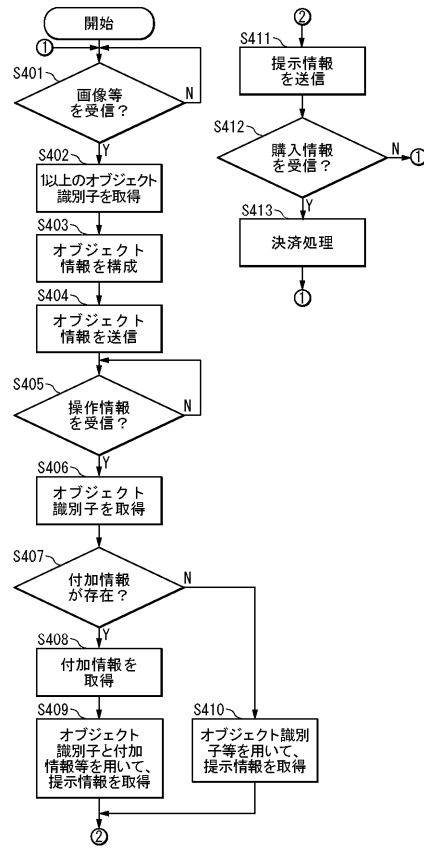 開始
①
S401
画像等
を受信？
N
Y
S402
1以上のオブジェクト
識別子を取得
S403
オブジェクト
情報を構成
S404
オブジェクト
情報を送信
S405
操作情報
を受信？
N
Y
S406
オブジェクト
識別子を取得
S407
付加情報
が存在？
N
Y
S408
付加情報を
取得
S409
オブジェクト
識別子と付加
情報等を用いて、
提示情報を取得
S410
オブジェクト識別
子等を用いて、
提示情報を取得
②
②
S411
提示情報
を送信
S412
購入情報
を受信？
N
①
Y
S413
決済処理
①